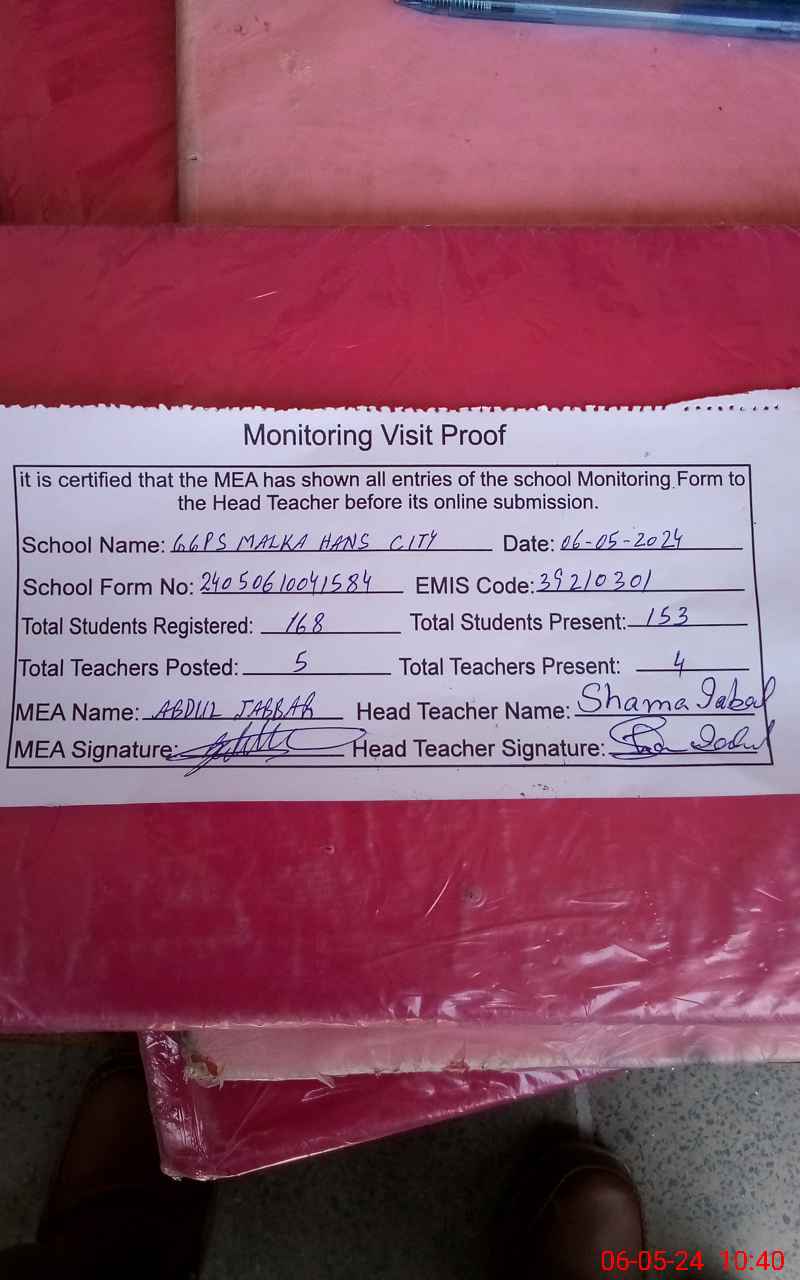 Monitoring Visit Proof
it is certified that the MEA has shown all entries of the school Monitoring Form to
the Head Teacher before its online submission.
School Name: GGPS MALKA HANS CITY Date: 06-05-2024
School Form No: 24050610041584 EMIS Code: 39210301
Total Students Registered: 168 Total Students Present: 153
Total Teachers Posted: 5 Total Teachers Present: 4
MEA Name: ABDUL JABBAR Head Teacher Name: Shama Iqbal
MEA Signature: Head Teacher Signature:
06-05-24 10:40